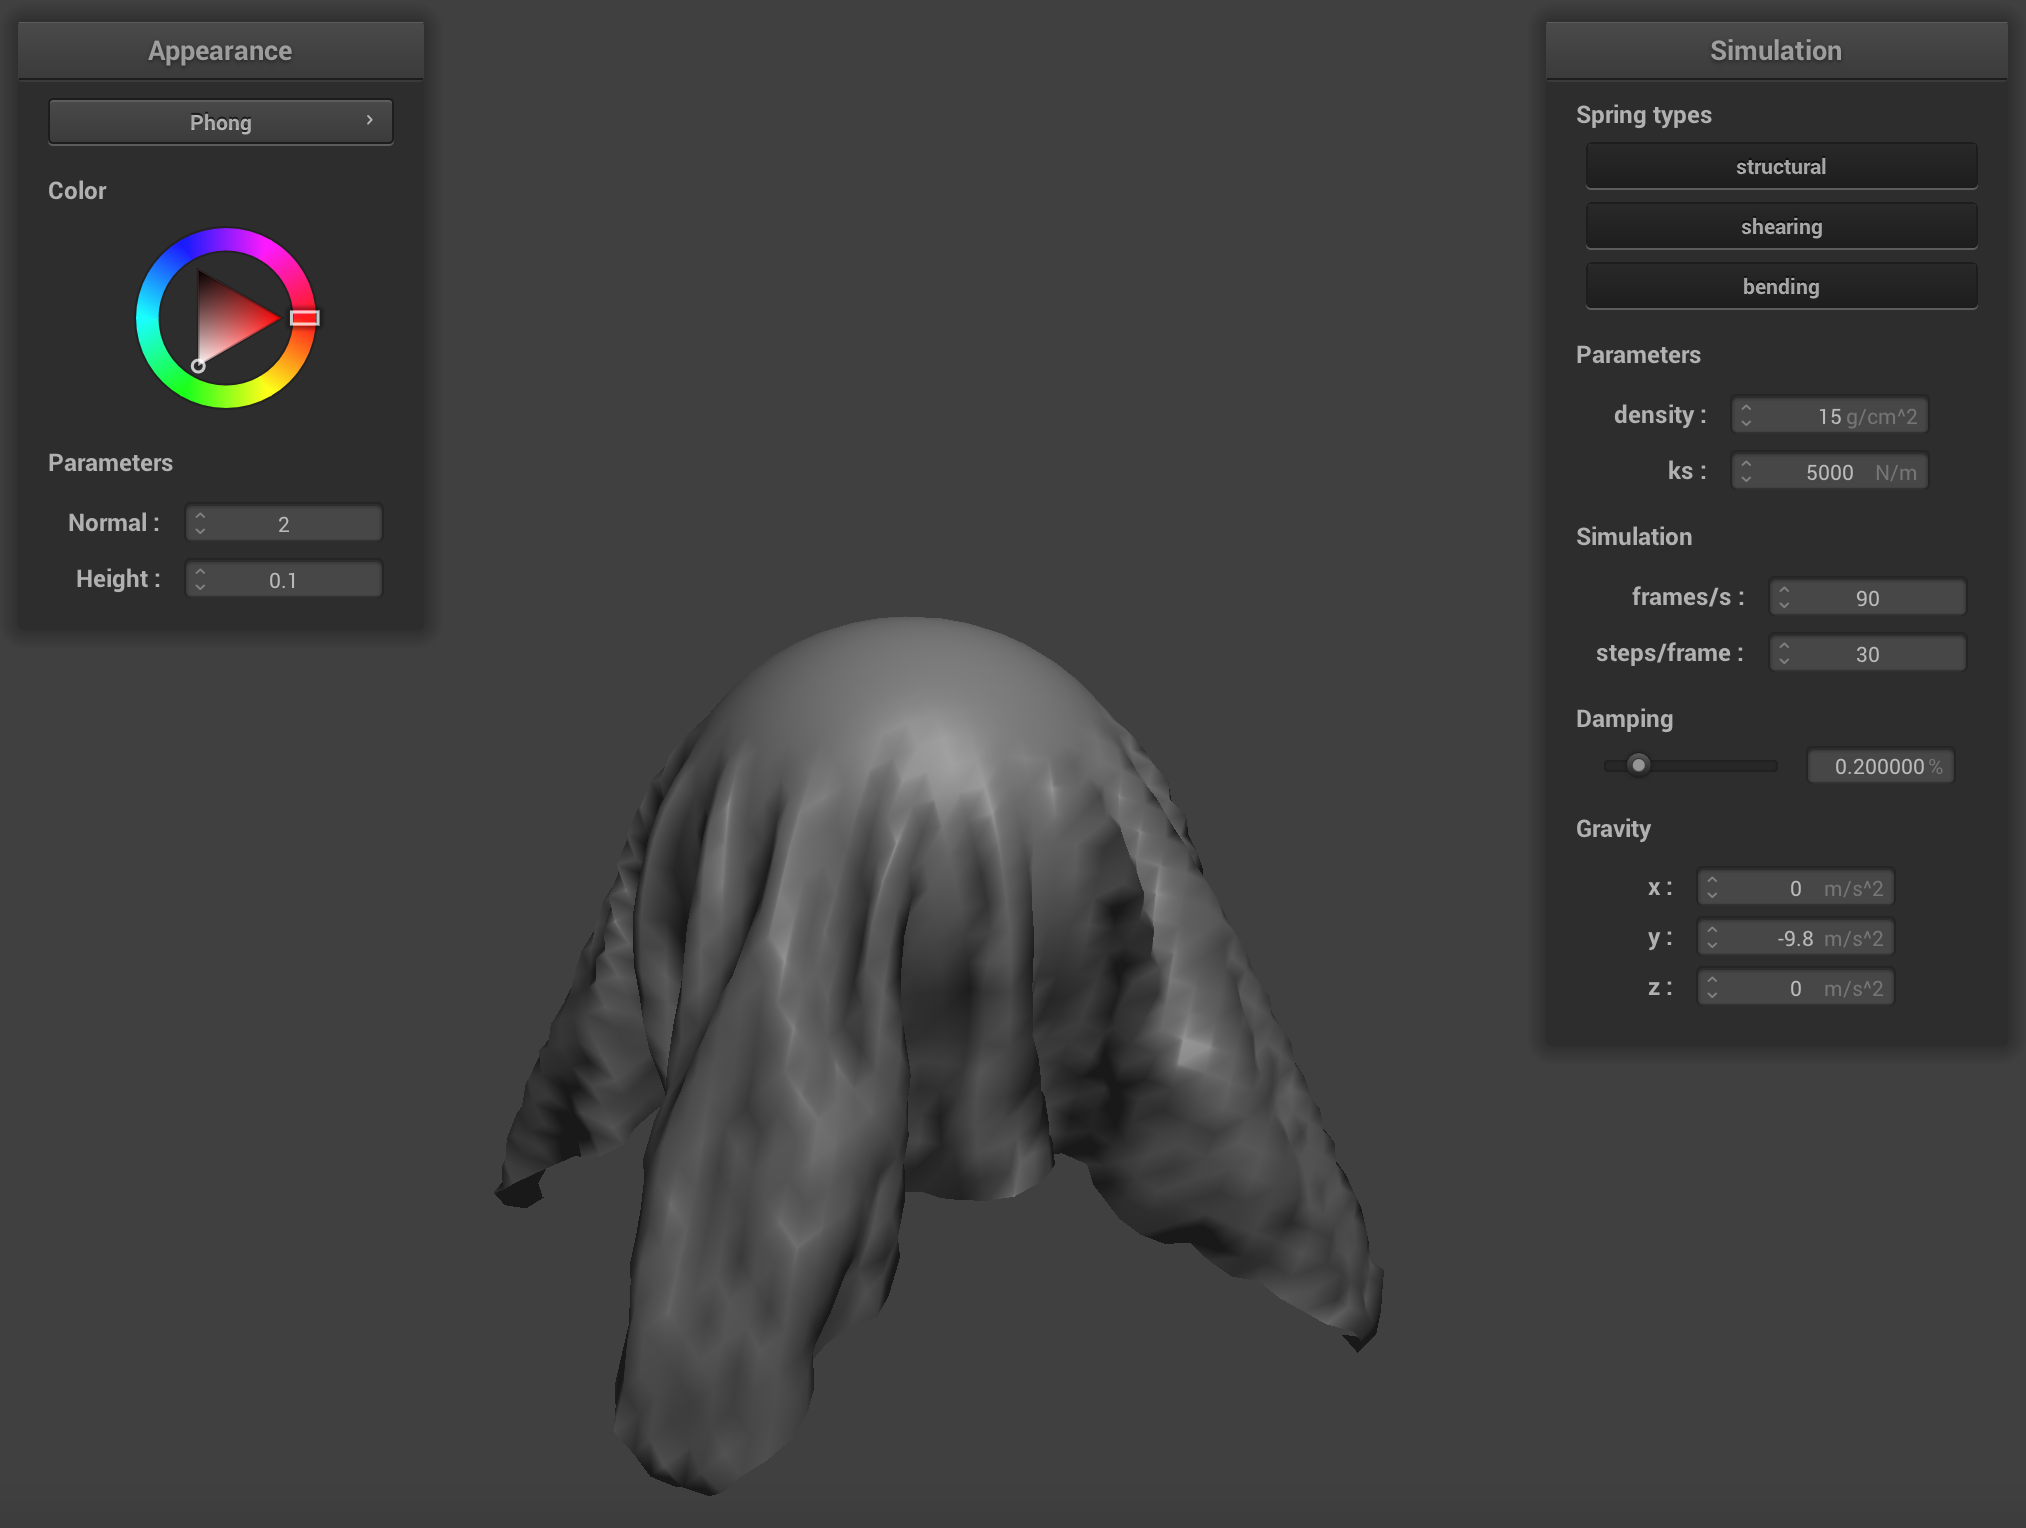 Appearance
Phong
Color
Parameters
Normal : 2
Height : 0.1
Simulation
Spring types
structural
shearing
bending
Parameters
density : 15 g/cm^2
ks : 5000 N/m
Simulation
frames/s : 90
steps/frame : 30
Damping
0.200000 %
Gravity
x : 0 m/s^2
y : -9.8 m/s^2
z : 0 m/s^2